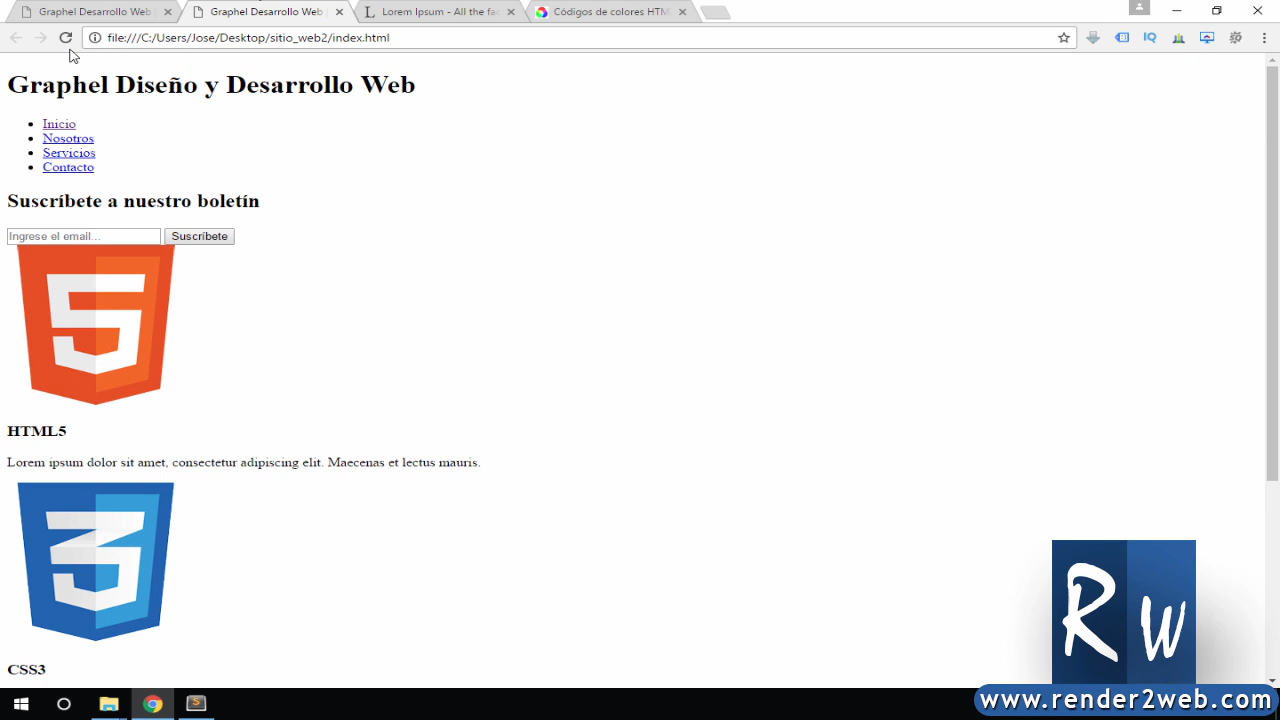 Graphel Desarrollo Web
Graphel Desarrollo Web
Lorem Ipsum - All the fac
Códigos de colores HTM
file:///C:/Users/Jose/Desktop/sitio_web2/index.html
IQ
Graphel Diseño y Desarrollo Web
Inicio
Nosotros
Servicios
Contacto
Suscríbete a nuestro boletín
Ingrese el email... Suscríbete
HTML5
Lorem ipsum dolor sit amet, consectetur adipiscing elit. Maecenas et lectus mauris.
CSS3
RW
www.render2web.com